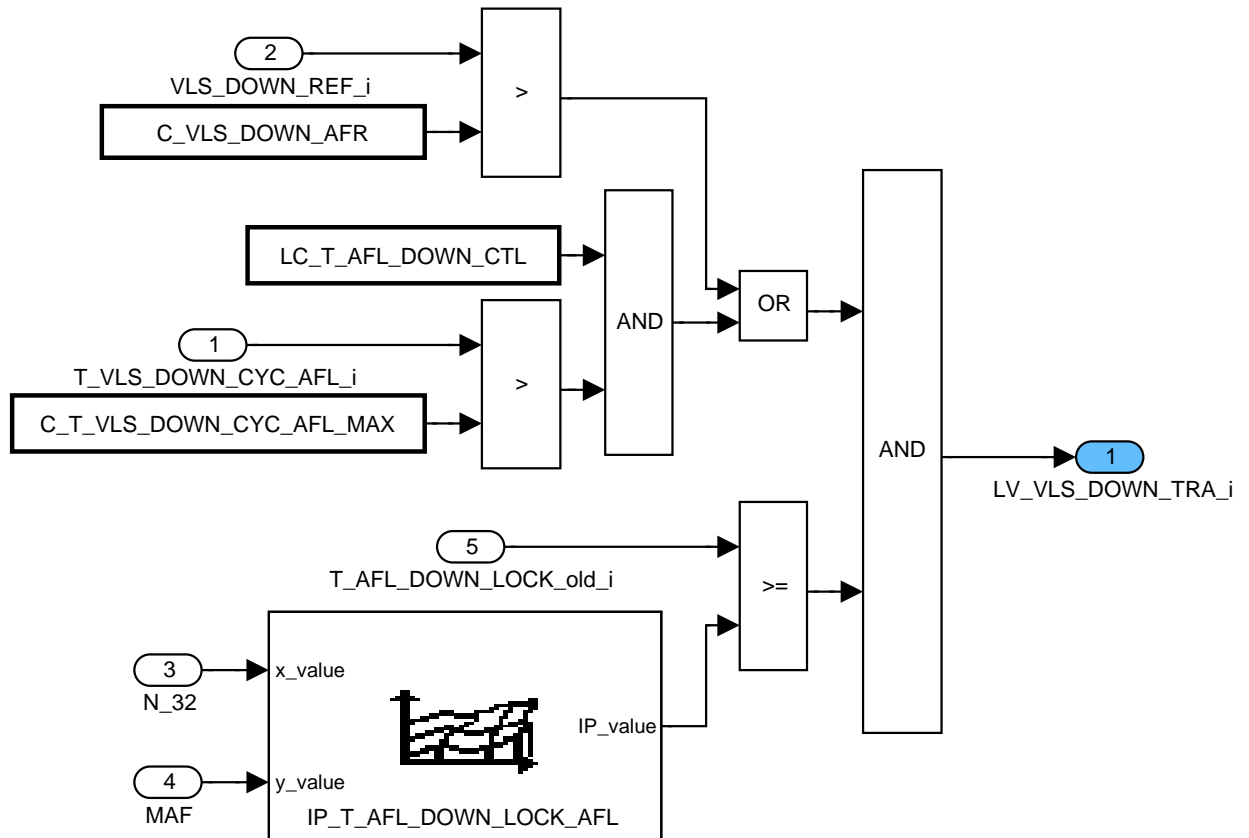 2
VLS_DOWN_REF_i
C_VLS_DOWN_AFR
>
LC_T_AFL_DOWN_CTL
AND
OR
1
T_VLS_DOWN_CYC_AFL_i
C_T_VLS_DOWN_CYC_AFL_MAX
>
AND
1
LV_VLS_DOWN_TRA_i
5
T_AFL_DOWN_LOCK_old_i
>=
3
N_32
x_value
IP_value
4
MAF
y_value
IP_T_AFL_DOWN_LOCK_AFL